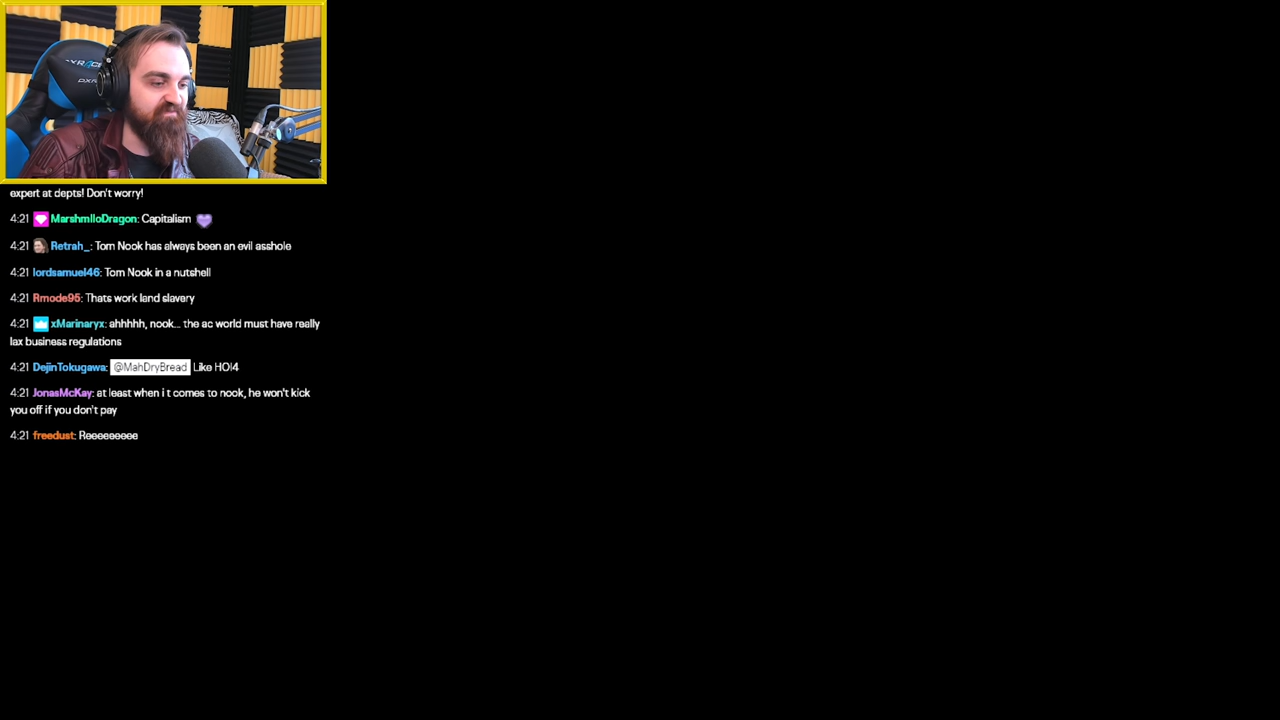 DXRACER
DXR
expert at depts! Don't worry!
4:21 MarshmlloDragon: Capitalism
4:21 Retrah_: Tom Nook has always been an evil asshole
4:21 lordsamuel46: Tom Nook in a nutshell
4:21 Rmode95: Thats work land slavery
4:21 xMarinaryx: ahhhhh, nook... the ac world must have really
lax business regulations
4:21 DejinTokugawa: @MahDryBread Like HOI4
4:21 JonasMcKay: at least when i t comes to nook, he won't kick
you off if you don't pay
4:21 freedust: Reeeeeeeee